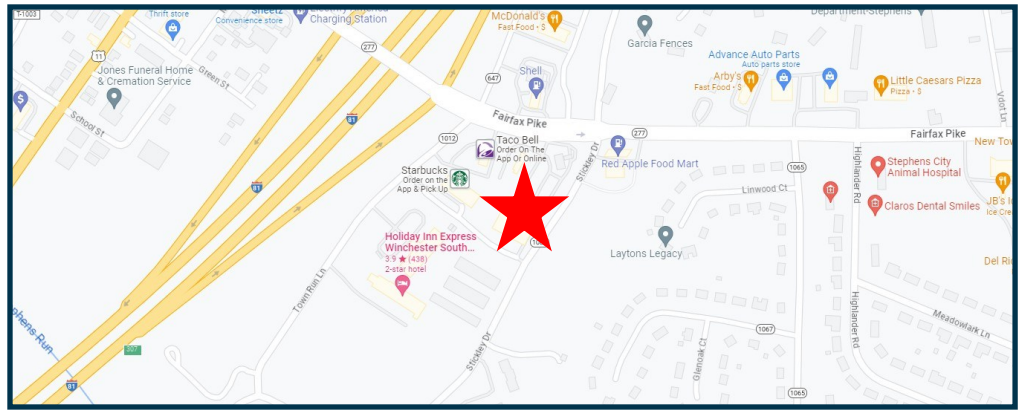 T-1003
Thrift store
Sheetz
Convenience store
Charging Station
McDonald's
Fast Food • $
Garcia Fences
277
11
Jones Funeral Home
& Cremation Service
Green St
School St
647
Shell
Advance Auto Parts
Auto parts store
Arby's
Fast Food • $
Little Caesars Pizza
Pizza • $
Vdot Ln
81
Fairfax Pike
277
Fairfax Pike
1012
Taco Bell
Order On The
App Or Online
Stickley Dr
Red Apple Food Mart
New Tow
Starbucks
Order on the
App & Pick Up
81
1065
Highlander Rd
Stephens City
Animal Hospital
Linwood Ct
Claros Dental Smiles
JB's
Ice Cre
Holiday Inn Express
Winchester South...
3.9 ★ (438)
2-star hotel
Laytons Legacy
Del Ri
Town Run Ln
phens Run
307
Stickley Dr
1067
Glenoak Ct
Highlander Rd
Meadowlark Ln
81
1065